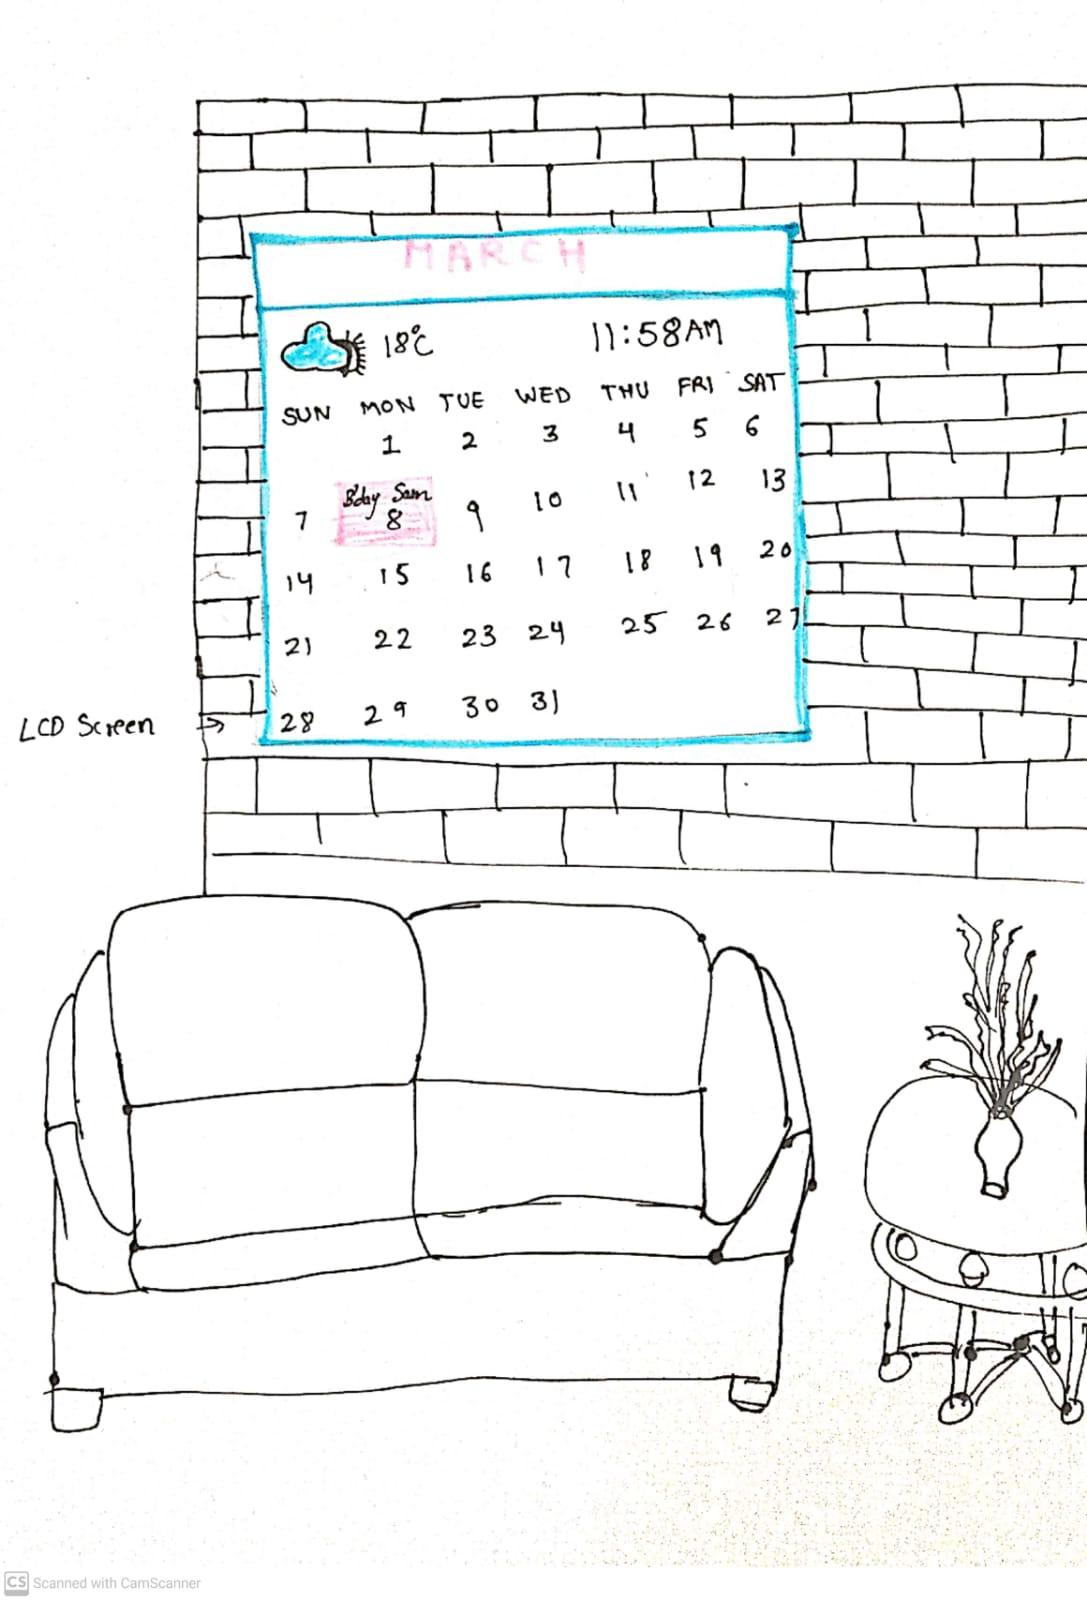 MARCH
18°C 11:58AM
SUN MON TUE WED THU FRI SAT
1 2 3 4 5 6
B'day Sam
7 8 9 10 11 12 13
14 15 16 17 18 19 20
21 22 23 24 25 26 27
28 29 30 31
LCD Screen
CS Scanned with CamScanner